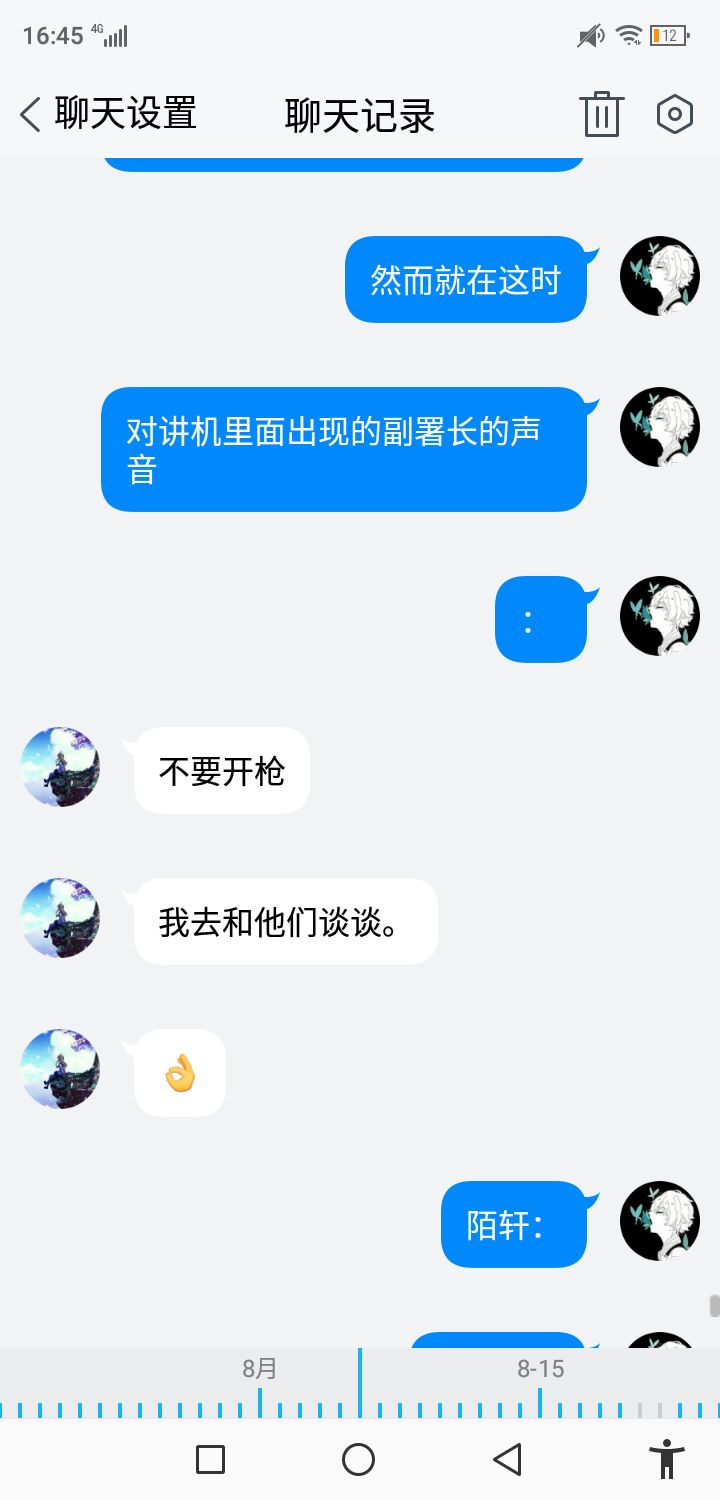 16:45 4G 12
聊天设置 聊天记录
然而就在这时
对讲机里面出现的副署长的声
音
：
不要开枪
我去和他们谈谈。
👌
陌轩：
8月 8-15